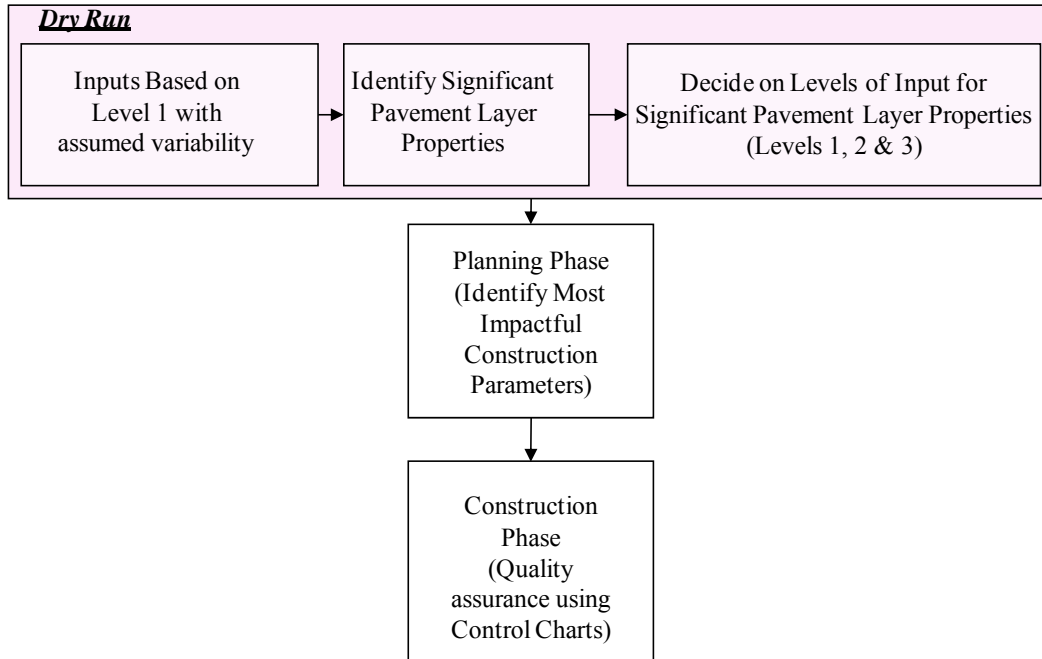 Dry Run
Inputs Based on
Level 1 with
assumed variability
Identify Significant
Pavement Layer
Properties
Decide on Levels of Input for
Significant Pavement Layer Properties
(Levels 1, 2 & 3)
Planning Phase
(Identify Most
Impactful
Construction
Parameters)
Construction
Phase
(Quality
assurance using
Control Charts)